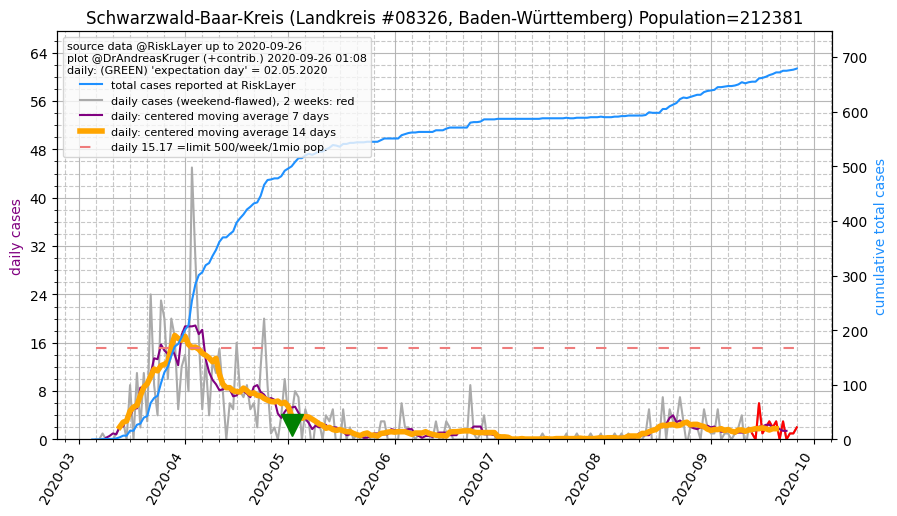 Schwarzwald-Baar-Kreis (Landkreis #08326, Baden-Württemberg) Population=212381
source data @RiskLayer up to 2020-09-26
plot @DrAndreasKruger (+contrib.) 2020-09-26 01:08
daily: (GREEN) 'expectation day' = 02.05.2020
total cases reported at RiskLayer
daily cases (weekend-flawed), 2 weeks: red
daily: centered moving average 7 days
daily: centered moving average 14 days
daily 15.17 =limit 500/week/1mio pop.
daily cases
64
56
48
40
32
24
16
8
0
cumulative total cases
700
600
500
400
300
200
100
0
2020-03
2020-04
2020-05
2020-06
2020-07
2020-08
2020-09
2020-10